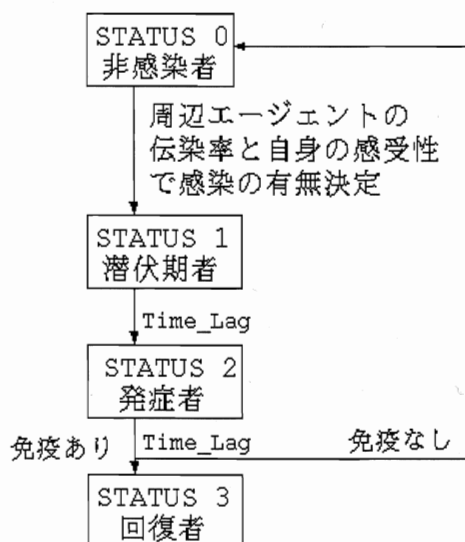 STATUS 0
非感染者
周辺エージェントの
伝染率と自身の感受性
で感染の有無決定
STATUS 1
潜伏期者
Time_Lag
STATUS 2
発症者
免疫あり
Time_Lag
免疫なし
STATUS 3
回復者